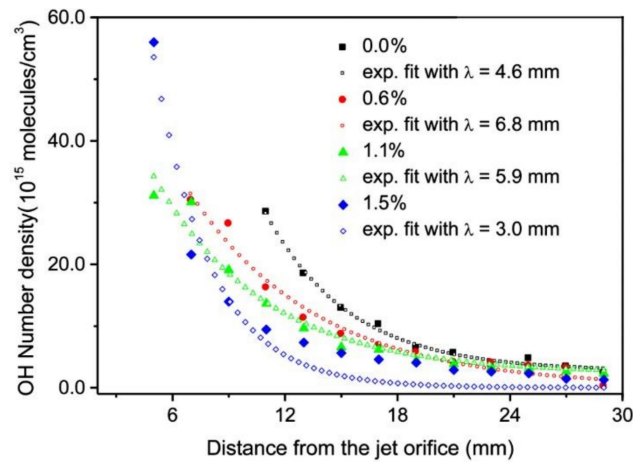 60.0
40.0
20.0
0.0
OH Number density(10¹⁵ molecules/cm³)
0.0%
exp. fit with λ = 4.6 mm
0.6%
exp. fit with λ = 6.8 mm
1.1%
exp. fit with λ = 5.9 mm
1.5%
exp. fit with λ = 3.0 mm
6 12 18 24 30
Distance from the jet orifice (mm)